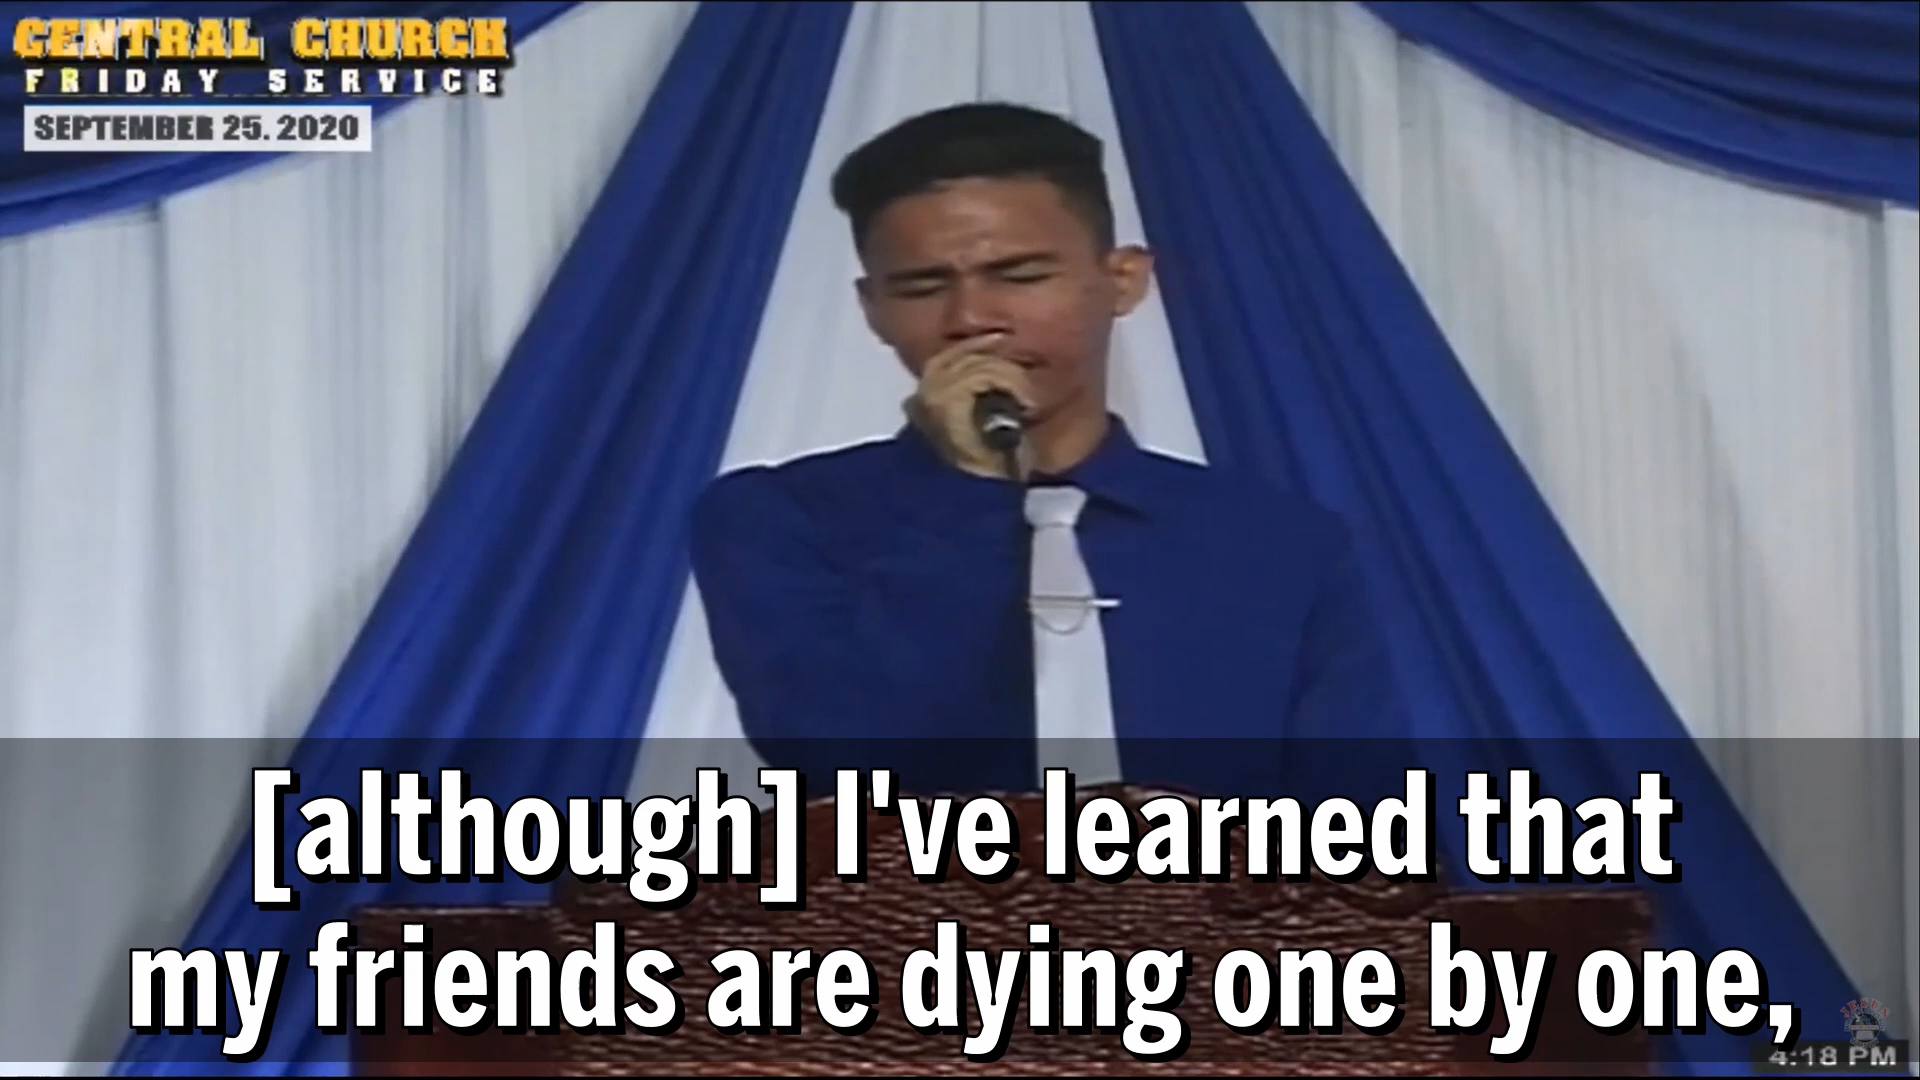 CENTRAL CHURCH
FRIDAY SERVICE
SEPTEMBER 25. 2020
[although] I've learned that
my friends are dying one by one,
4:18 PM